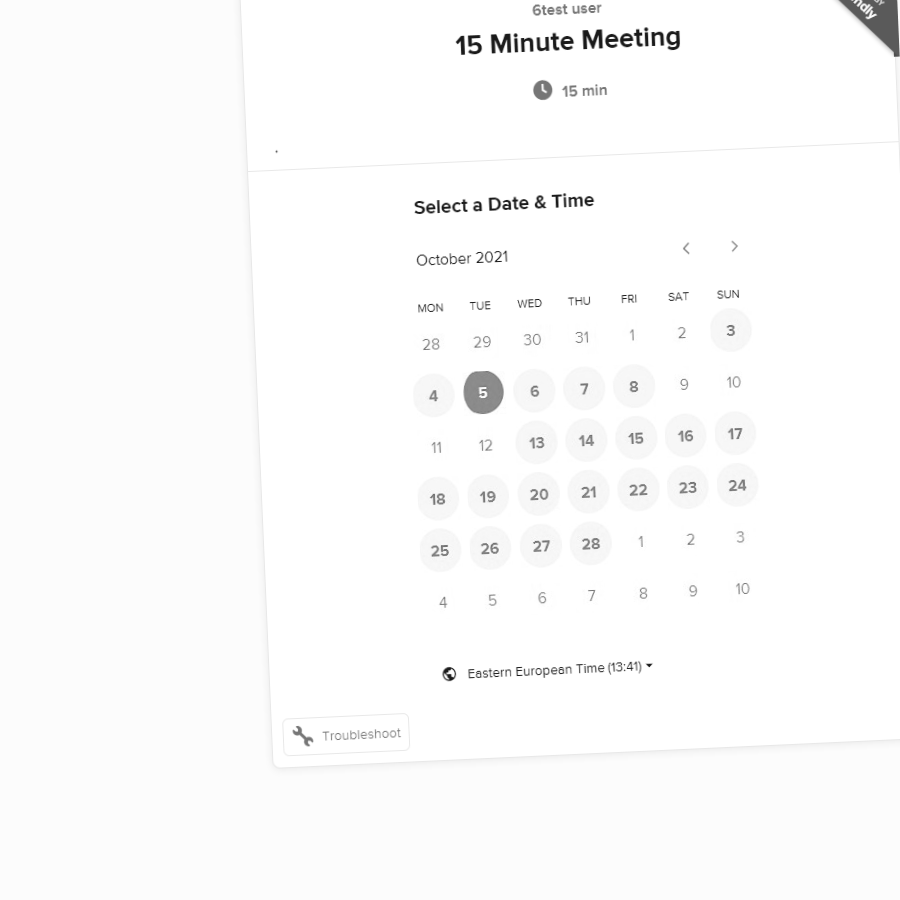 6test user
15 Minute Meeting
15 min
.
Select a Date & Time
October 2021
MON TUE WED THU FRI SAT SUN
28 29 30 31 1 2 3
4 5 6 7 8 9 10
11 12 13 14 15 16 17
18 19 20 21 22 23 24
25 26 27 28 1 2 3
4 5 6 7 8 9 10
Eastern European Time (13:41)
Troubleshoot